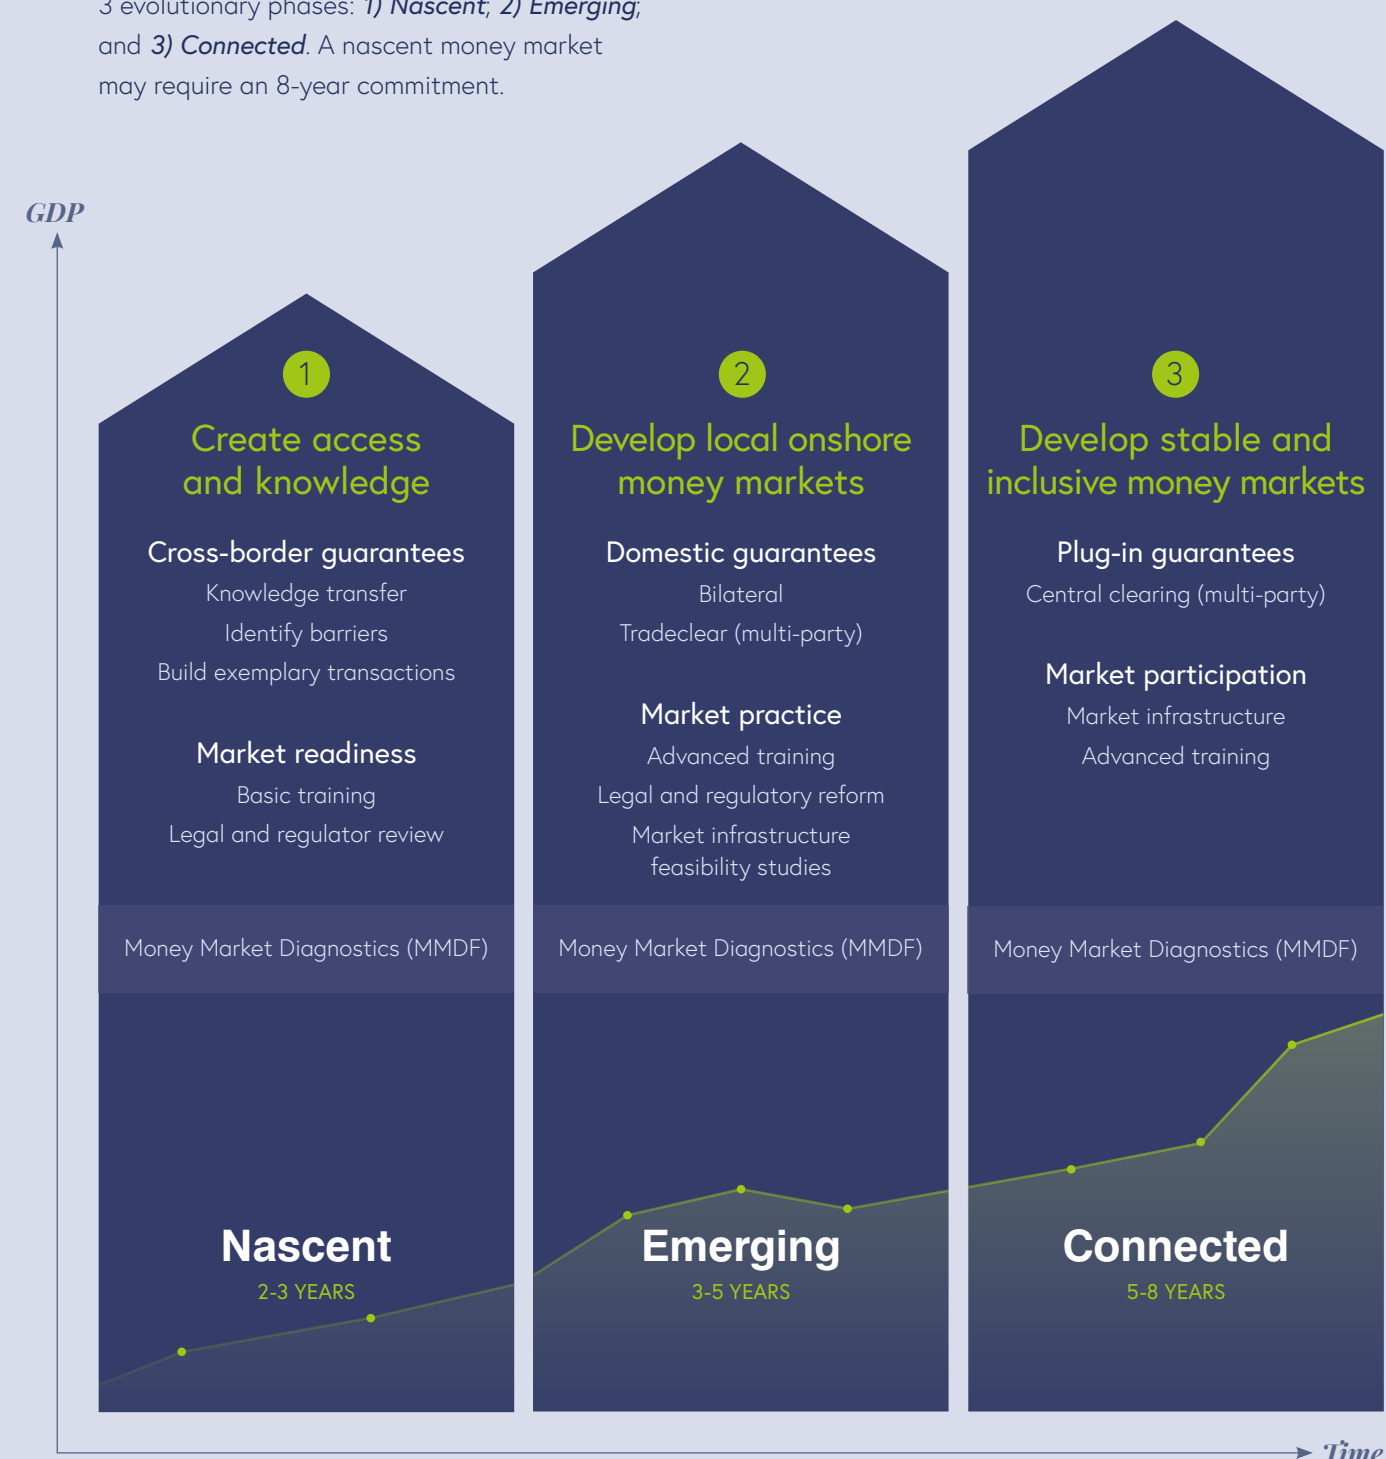 3 evolutionary phases: 1) Nascent; 2) Emerging;
and 3) Connected. A nascent money market
may require an 8-year commitment.
GDP
1
Create access
and knowledge
Cross-border guarantees
Knowledge transfer
Identify barriers
Build exemplary transactions
Market readiness
Basic training
Legal and regulator review
Money Market Diagnostics (MMDF)
Nascent
2-3 YEARS
2
Develop local onshore
money markets
Domestic guarantees
Bilateral
Tradeclear (multi-party)
Market practice
Advanced training
Legal and regulatory reform
Market infrastructure
feasibility studies
Money Market Diagnostics (MMDF)
Emerging
3-5 YEARS
3
Develop stable and
inclusive money markets
Plug-in guarantees
Central clearing (multi-party)
Market participation
Market infrastructure
Advanced training
Money Market Diagnostics (MMDF)
Connected
5-8 YEARS
Time